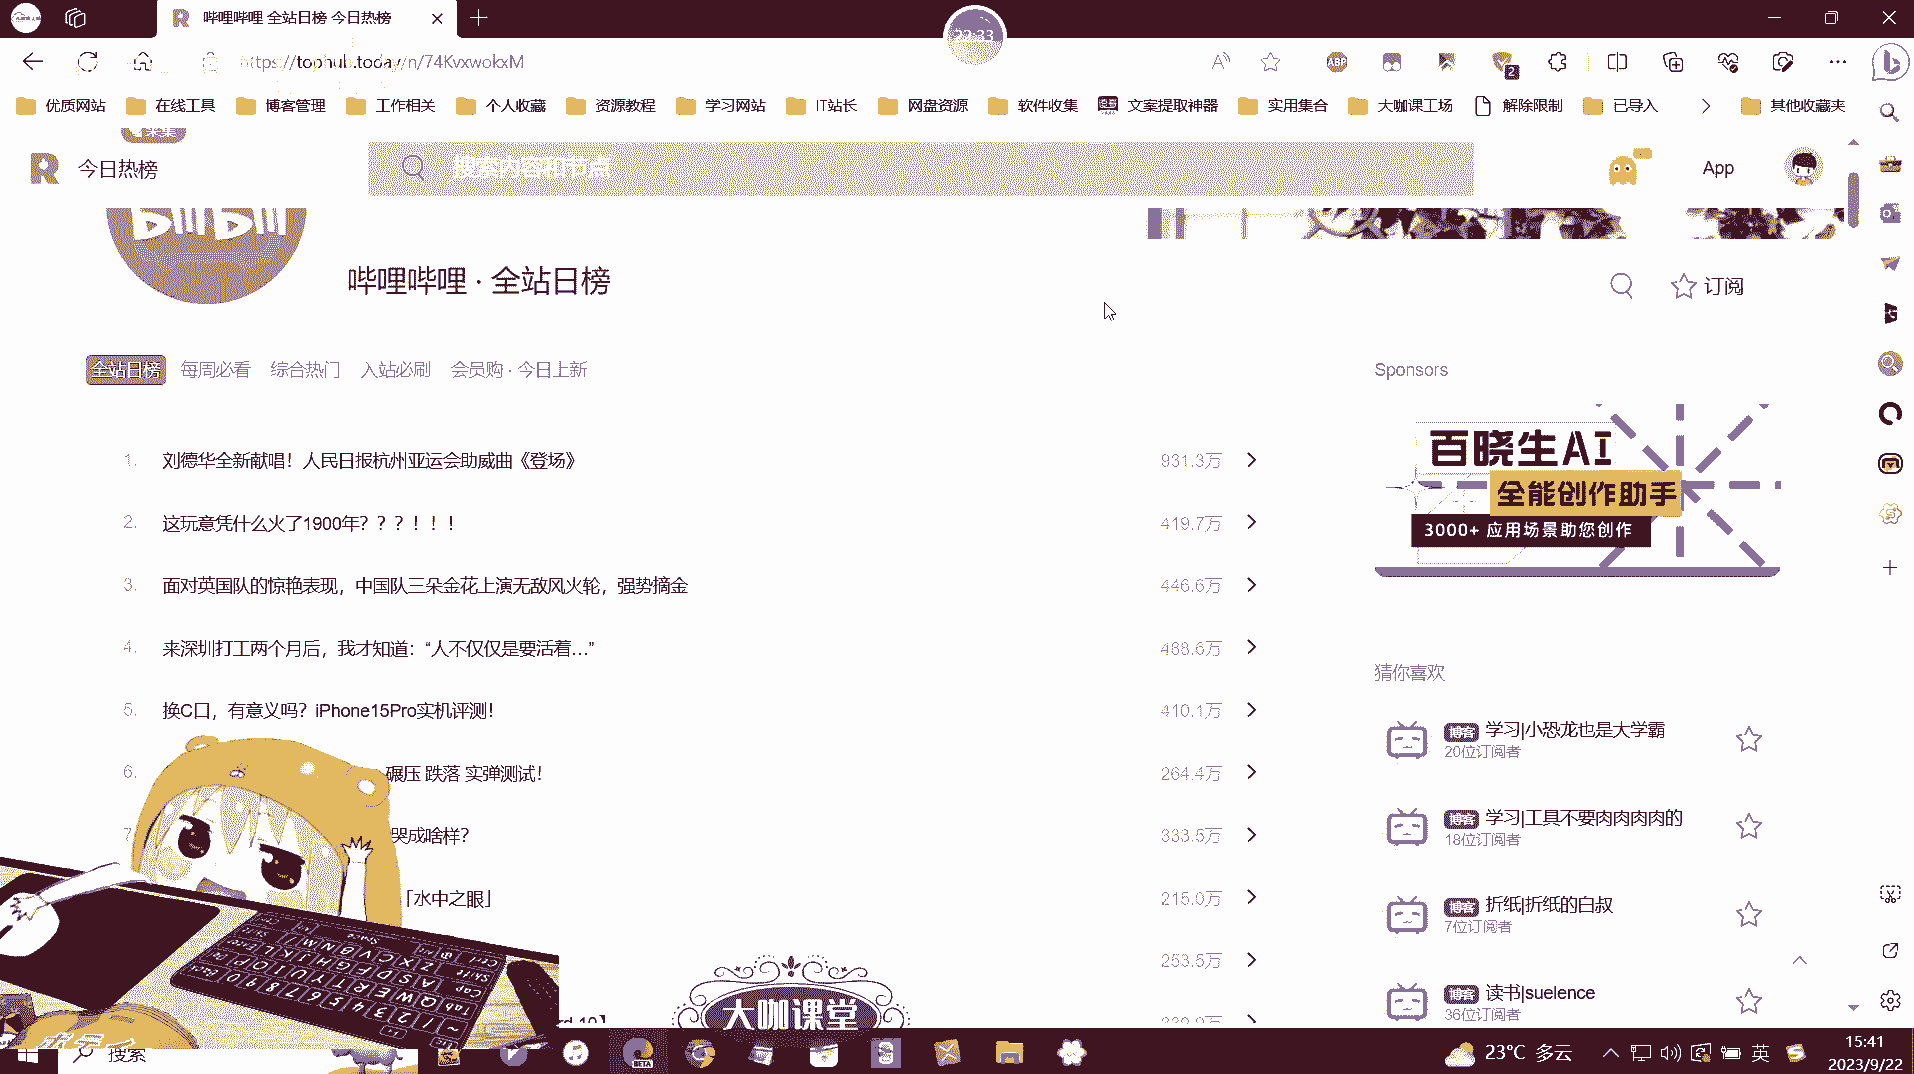 哔哩哔哩 全站日榜 今日热榜
22:33
https://tophub.today/n/74KvxwokxM
ABP
2
优质网站 在线工具 博客管理 工作相关 个人收藏 资源教程 学习网站 IT站长 网盘资源 软件收集 文案提取神器 实用集合 大咖课工场 解除限制 已导入 其他收藏夹
今日热榜
搜索内容和节点
App
哔哩哔哩 · 全站日榜
订阅
全站日榜 每周必看 综合热门 入站必刷 会员购 · 今日上新
Sponsors
百晓生AI
全能创作助手
3000+ 应用场景助您创作
1. 刘德华全新献唱！人民日报杭州亚运会助威曲《登场》 931.3万
2. 这玩意凭什么火了1900年？？？！！！ 419.7万
3. 面对英国队的惊艳表现，中国队三朵金花上演无敌风火轮，强势摘金 446.6万
4. 来深圳打工两个月后，我才知道：“人不仅仅是要活着...” 488.6万
5. 换C口，有意义吗？iPhone15Pro实机评测！ 410.1万
6. 碾压 跌落 实弹测试！ 264.4万
7. 哭成啥样？ 333.5万
「水中之眼」 215.0万
253.5万
猜你喜欢
博客 学习|小恐龙也是大学霸
20位订阅者
博客 学习|工具不要肉肉肉肉的
18位订阅者
博客 折纸|折纸的白叔
7位订阅者
博客 读书|suelence
36位订阅者
大咖课堂
搜索
BETA
23°C 多云
英
15:41
2023/9/22